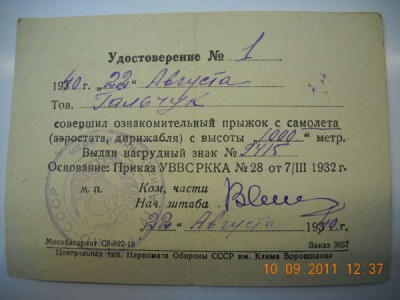 Удостоверение № 1
1940 г. „22" Августа
Тов. Гальчук
совершил ознакомительный прыжок с самолета
(аэростата, дирижабля) с высоты „1000" метр.
Выдан нагрудный знак №
Основание: Приказ УВВС РККА № 28 от 7/III 1932 г.
м. п. Ком. части
Нач. штаба
„22" Августа 1940 г.
Мособлгорлит С8-892-19 Заказ 3657
Центральная тип. Наркомата Обороны СССР им. Клима Ворошилова
10 09 2011 12:37